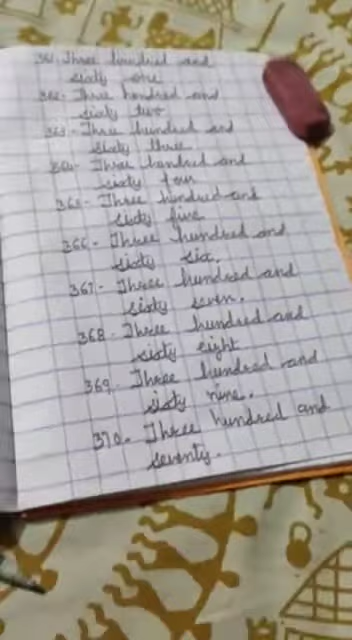 361. Three hundred and
sixty one
362. Three hundred and
sixty two
363. Three hundred and
sixty three
364. Three hundred and
sixty four
365. Three hundred and
sixty five
366. Three hundred and
sixty six.
367. Three hundred and
sixty seven.
368. Three hundred and
sixty eight
369. Three hundred and
sixty nine.
370. Three hundred and
seventy.